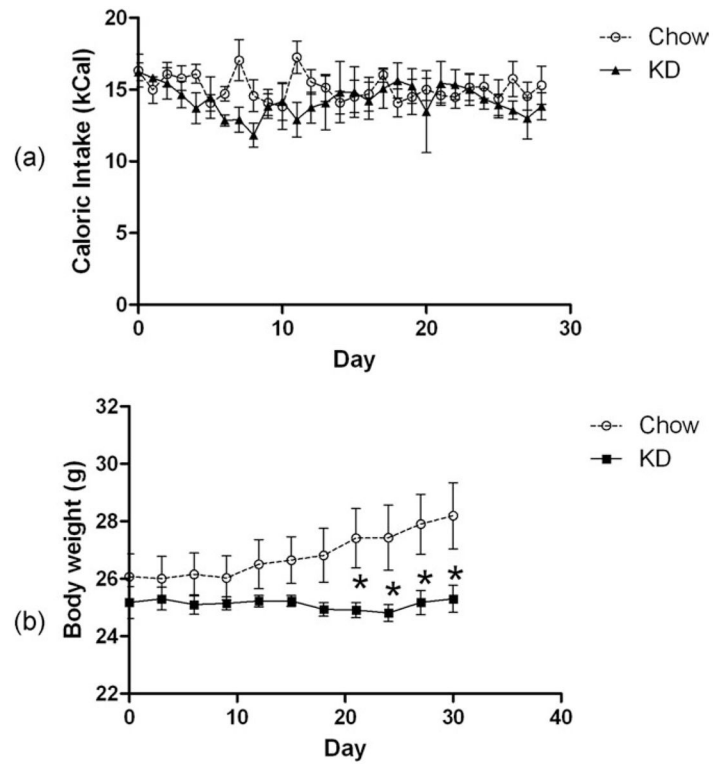 20
15
10
5
0
Caloric Intake (kCal)
(a)
0 10 20 30
Day
Chow
KD
32
30
28
26
24
22
Body weight (g)
(b)
* * * *
0 10 20 30 40
Day
Chow
KD